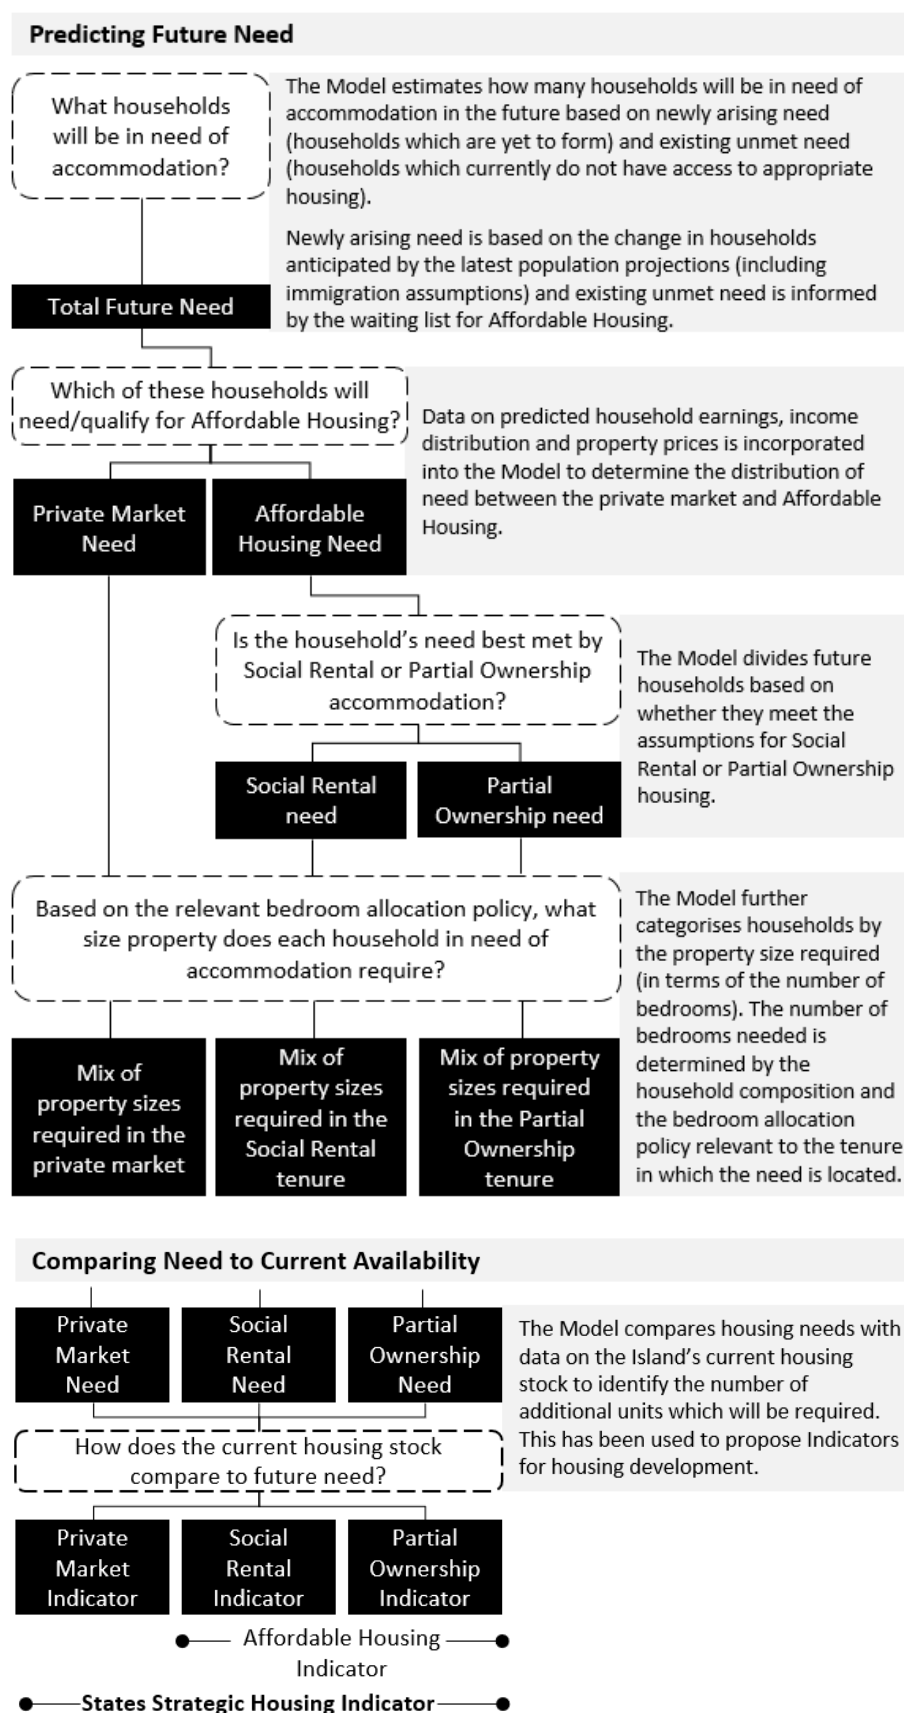 Predicting Future Need
What households
will be in need of
accommodation?
The Model estimates how many households will be in need of
accommodation in the future based on newly arising need
(households which are yet to form) and existing unmet need
(households which currently do not have access to appropriate
housing).
Newly arising need is based on the change in households
anticipated by the latest population projections (including
immigration assumptions) and existing unmet need is informed
by the waiting list for Affordable Housing.
Total Future Need
Which of these households will
need/qualify for Affordable Housing?
Data on predicted household earnings, income
distribution and property prices is incorporated
into the Model to determine the distribution of
need between the private market and Affordable
Housing.
Private Market
Need
Affordable
Housing Need
Is the household’s need best met by
Social Rental or Partial Ownership
accommodation?
The Model divides future
households based on
whether they meet the
assumptions for Social
Rental or Partial Ownership
housing.
Social Rental
need
Partial
Ownership need
Based on the relevant bedroom allocation policy, what
size property does each household in need of
accommodation require?
The Model further
categorises households by
the property size required
(in terms of the number of
bedrooms). The number of
bedrooms needed is
determined by the
household composition and
the bedroom allocation
policy relevant to the tenure
in which the need is located.
Mix of
property sizes
required in the
private market
Mix of
property sizes
required in the
Social Rental
tenure
Mix of property
sizes required
in the Partial
Ownership
tenure
Comparing Need to Current Availability
Private
Market
Need
Social
Rental
Need
Partial
Ownership
Need
The Model compares housing needs with
data on the Island’s current housing
stock to identify the number of
additional units which will be required.
This has been used to propose Indicators
for housing development.
How does the current housing stock
compare to future need?
Private
Market
Indicator
Social
Rental
Indicator
Partial
Ownership
Indicator
Affordable Housing
Indicator
States Strategic Housing Indicator